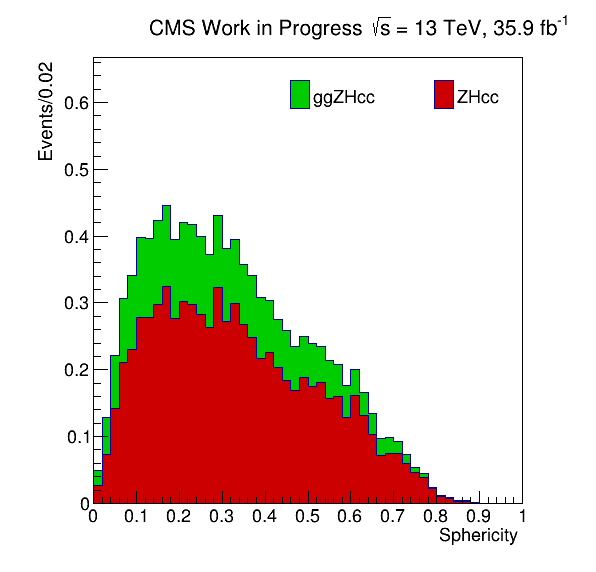 CMS Work in Progress √s = 13 TeV, 35.9 fb⁻¹
Events/0.02
ggZHcc ZHcc
0.6
0.5
0.4
0.3
0.2
0.1
0
0 0.1 0.2 0.3 0.4 0.5 0.6 0.7 0.8 0.9 1
Sphericity